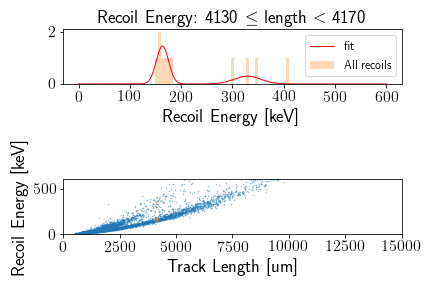 Recoil Energy: 4130 ≤ length < 4170
2
0
fit
All recoils
0 100 200 300 400 500 600
Recoil Energy [keV]
Recoil Energy [keV]
500
0
0 2500 5000 7500 10000 12500 15000
Track Length [um]